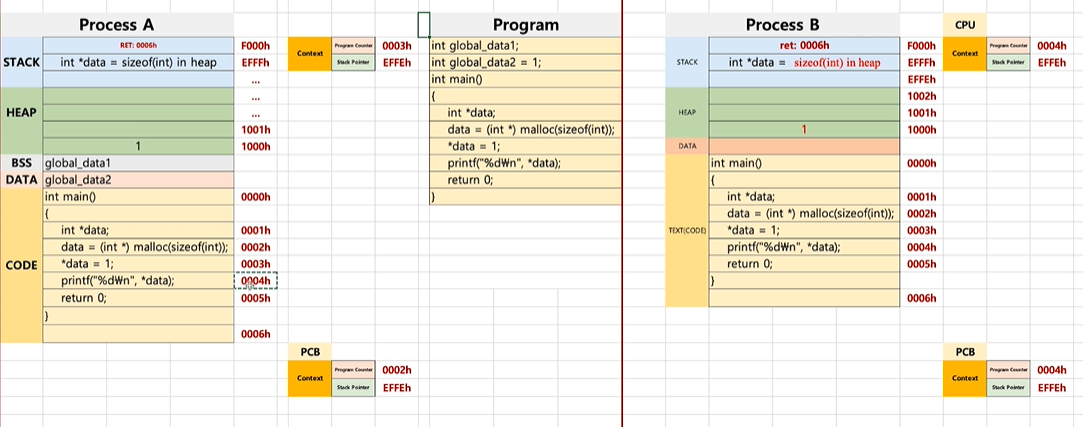 Process A
RET: 0006h
F000h
STACK
int *data = sizeof(int) in heap
EFFFh
...
...
HEAP
...
1001h
1
1000h
BSS
global_data1
DATA
global_data2
CODE
int main()
0000h
{
int *data;
0001h
data = (int *) malloc(sizeof(int));
0002h
*data = 1;
0003h
printf("%d₩n", *data);
0004h
return 0;
0005h
}
0006h
Context
Program Counter
0003h
Stack Pointer
EFFEh
PCB
Context
Program Counter
0002h
Stack Pointer
EFFEh
Program
int global_data1;
int global_data2 = 1;
int main()
{
int *data;
data = (int *) malloc(sizeof(int));
*data = 1;
printf("%d₩n", *data);
return 0;
}
Process B
ret: 0006h
F000h
STACK
int *data = sizeof(int) in heap
EFFFh
EFFEh
1002h
HEAP
1001h
1
1000h
DATA
TEXT(CODE)
int main()
0000h
{
int *data;
0001h
data = (int *) malloc(sizeof(int));
0002h
*data = 1;
0003h
printf("%d₩n", *data);
0004h
return 0;
0005h
}
0006h
CPU
Context
Program Counter
0004h
Stack Pointer
EFFEh
PCB
Context
Program Counter
0004h
Stack Pointer
EFFEh